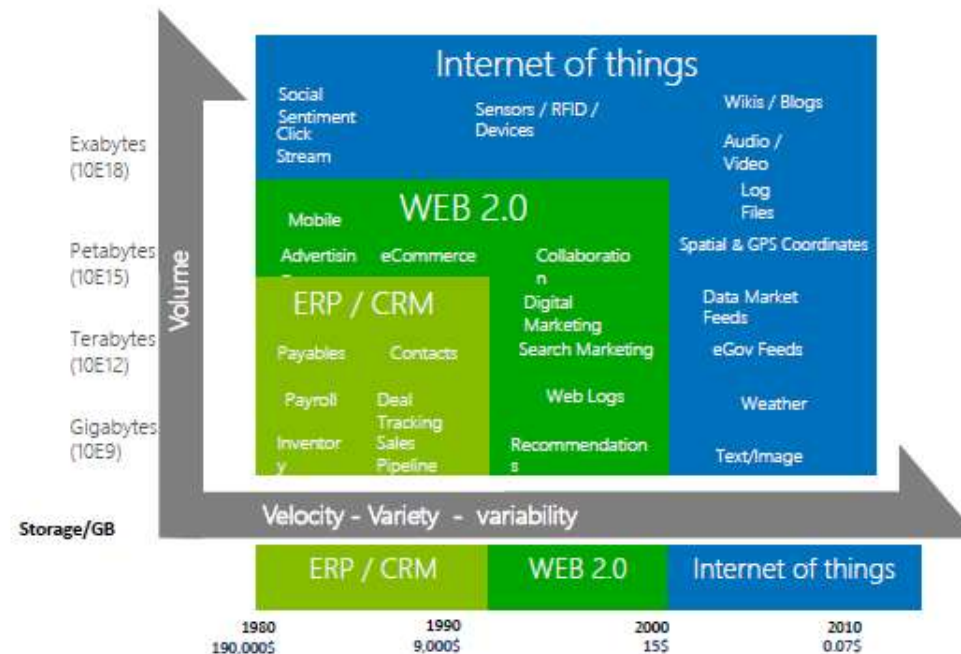 Internet of things
Social
Sentiment
Click
Stream
Sensors / RFID /
Devices
Wikis / Blogs
Audio /
Video
Log
Files
Spatial & GPS Coordinates
Data Market
Feeds
eGov Feeds
Weather
Text/Image
WEB 2.0
Mobile
Advertisin
eCommerce
Collaboratio
n
Digital
Marketing
Search Marketing
Web Logs
Recommendation
s
ERP / CRM
Payables
Contacts
Payroll
Deal
Tracking
Inventor
y
Sales
Pipeline
Exabytes
(10E18)
Petabytes
(10E15)
Terabytes
(10E12)
Gigabytes
(10E9)
Volume
Velocity - Variety - variability
Storage/GB
ERP / CRM
WEB 2.0
Internet of things
1980
190,000$
1990
9,000$
2000
15$
2010
0.07$